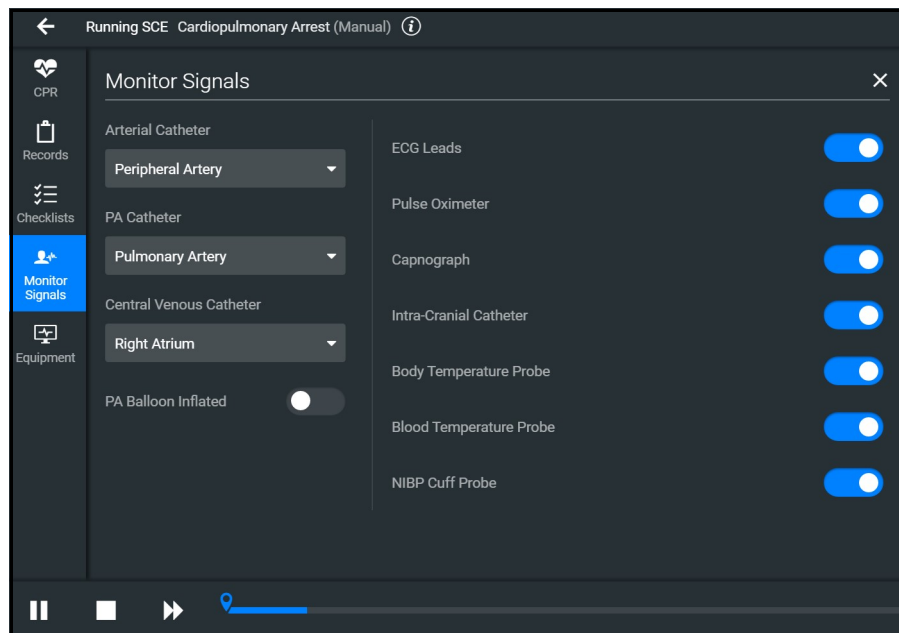 Running SCE Cardiopulmonary Arrest (Manual) i
CPR
Records
Checklists
Monitor
Signals
Equipment
Monitor Signals
Arterial Catheter
Peripheral Artery
PA Catheter
Pulmonary Artery
Central Venous Catheter
Right Atrium
PA Balloon Inflated
ECG Leads
Pulse Oximeter
Capnograph
Intra-Cranial Catheter
Body Temperature Probe
Blood Temperature Probe
NIBP Cuff Probe